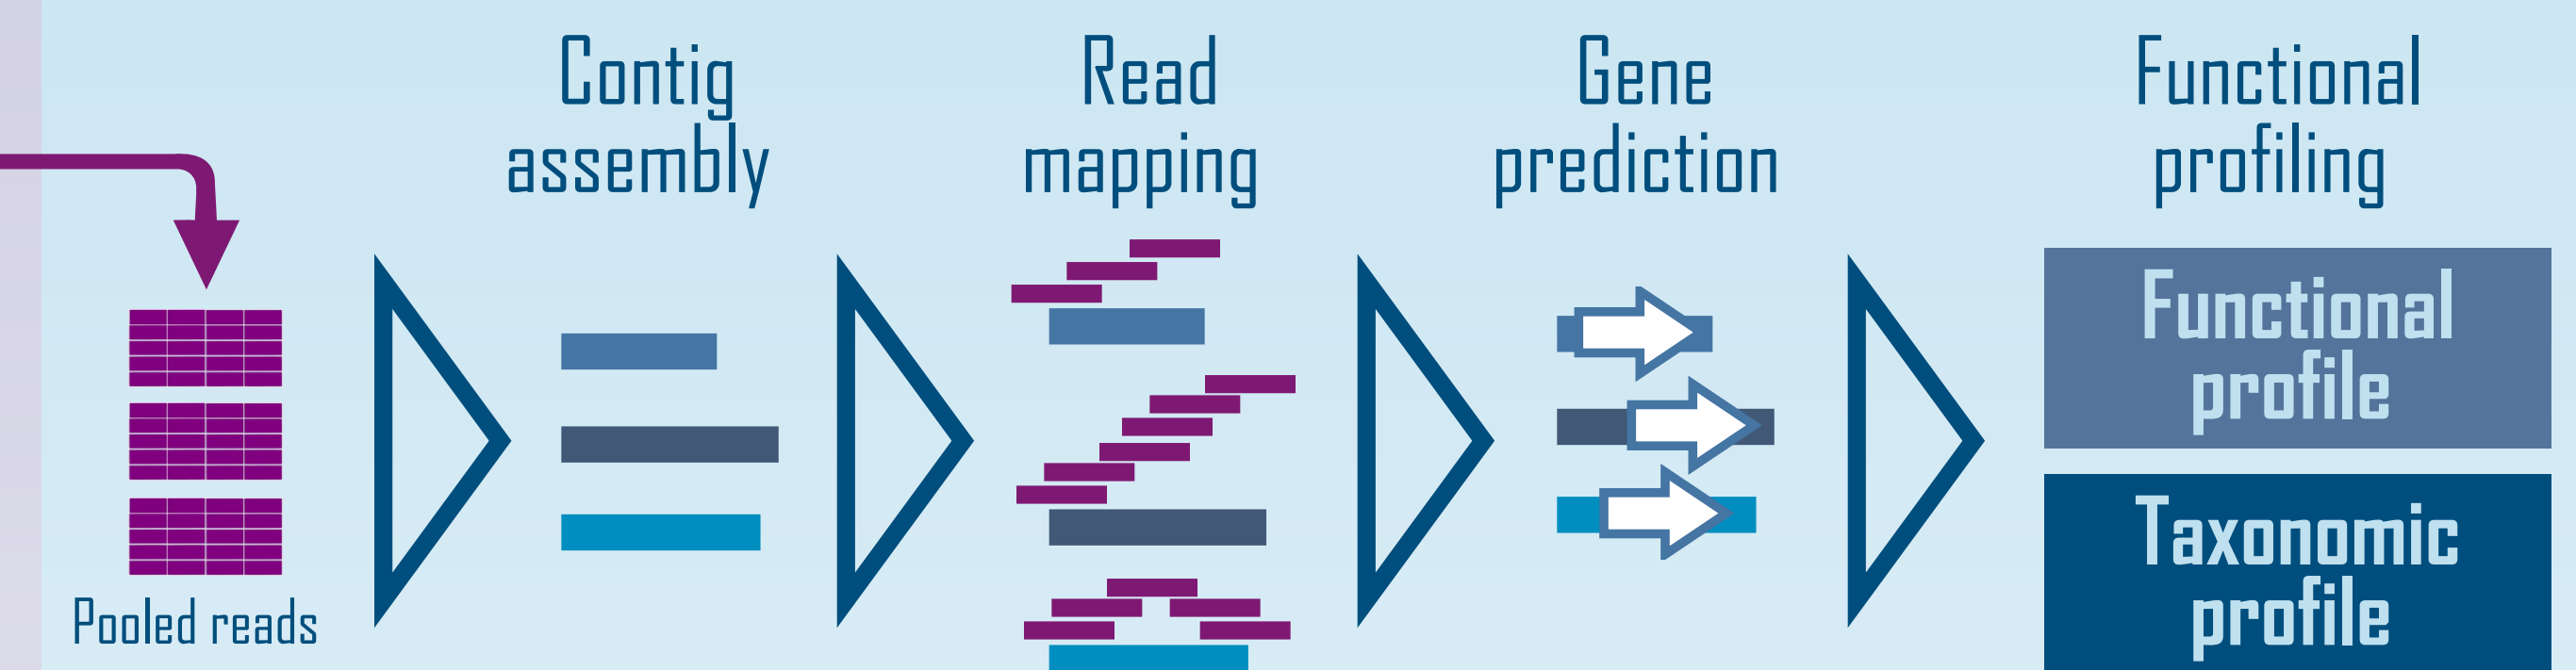 Contig
assembly
Read
mapping
Gene
prediction
Functional
profiling
Pooled reads
Functional
profile
Taxonomic
profile